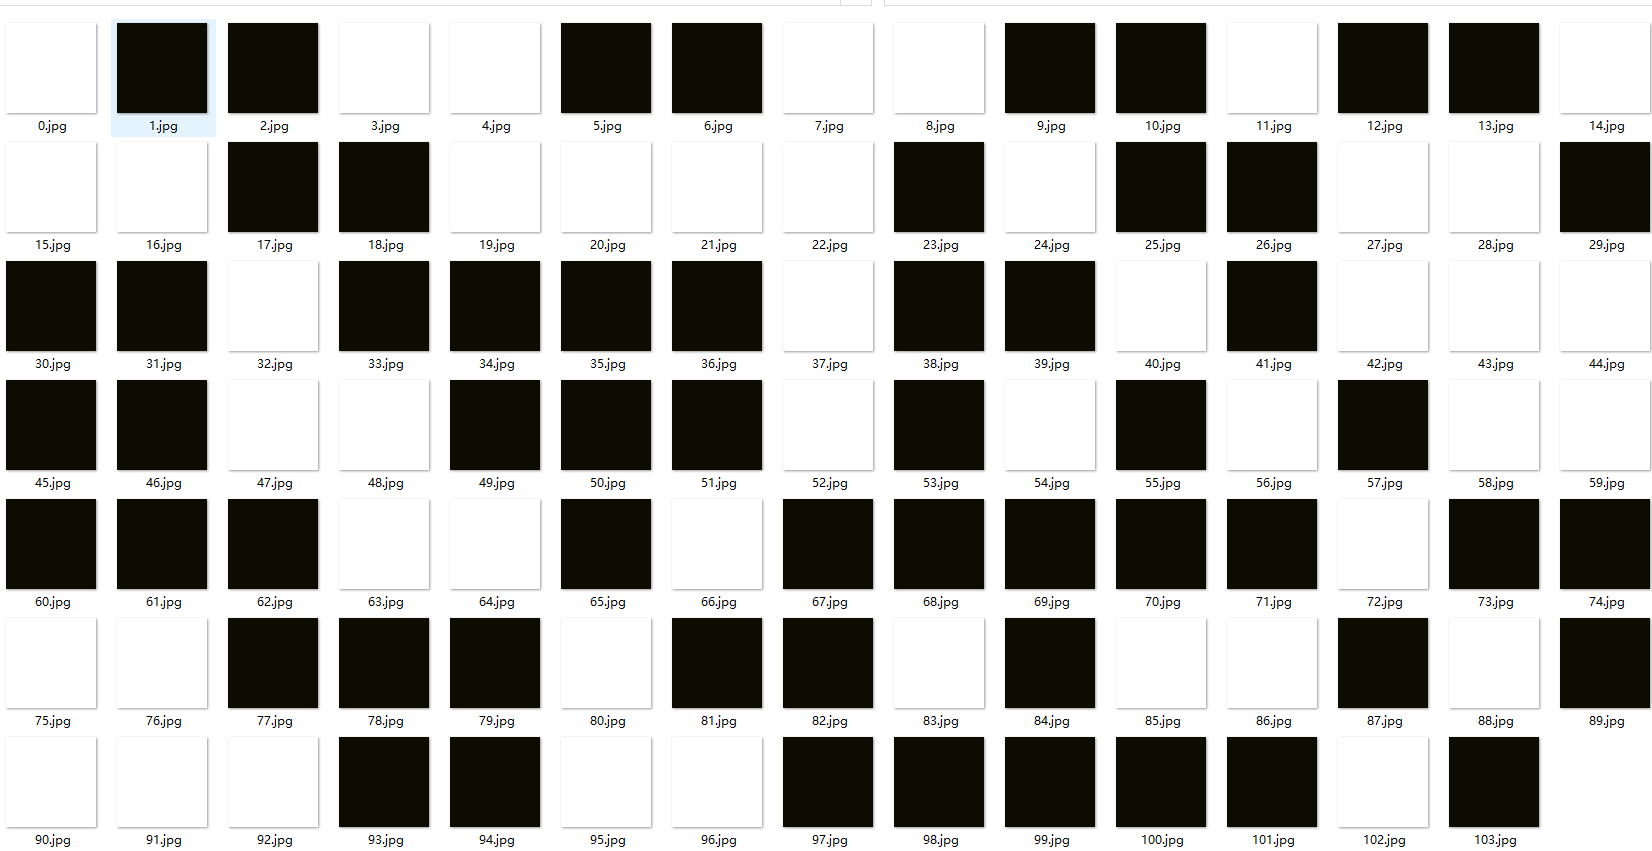 0.jpg 1.jpg 2.jpg 3.jpg 4.jpg 5.jpg 6.jpg 7.jpg 8.jpg 9.jpg 10.jpg 11.jpg 12.jpg 13.jpg 14.jpg
15.jpg 16.jpg 17.jpg 18.jpg 19.jpg 20.jpg 21.jpg 22.jpg 23.jpg 24.jpg 25.jpg 26.jpg 27.jpg 28.jpg 29.jpg
30.jpg 31.jpg 32.jpg 33.jpg 34.jpg 35.jpg 36.jpg 37.jpg 38.jpg 39.jpg 40.jpg 41.jpg 42.jpg 43.jpg 44.jpg
45.jpg 46.jpg 47.jpg 48.jpg 49.jpg 50.jpg 51.jpg 52.jpg 53.jpg 54.jpg 55.jpg 56.jpg 57.jpg 58.jpg 59.jpg
60.jpg 61.jpg 62.jpg 63.jpg 64.jpg 65.jpg 66.jpg 67.jpg 68.jpg 69.jpg 70.jpg 71.jpg 72.jpg 73.jpg 74.jpg
75.jpg 76.jpg 77.jpg 78.jpg 79.jpg 80.jpg 81.jpg 82.jpg 83.jpg 84.jpg 85.jpg 86.jpg 87.jpg 88.jpg 89.jpg
90.jpg 91.jpg 92.jpg 93.jpg 94.jpg 95.jpg 96.jpg 97.jpg 98.jpg 99.jpg 100.jpg 101.jpg 102.jpg 103.jpg